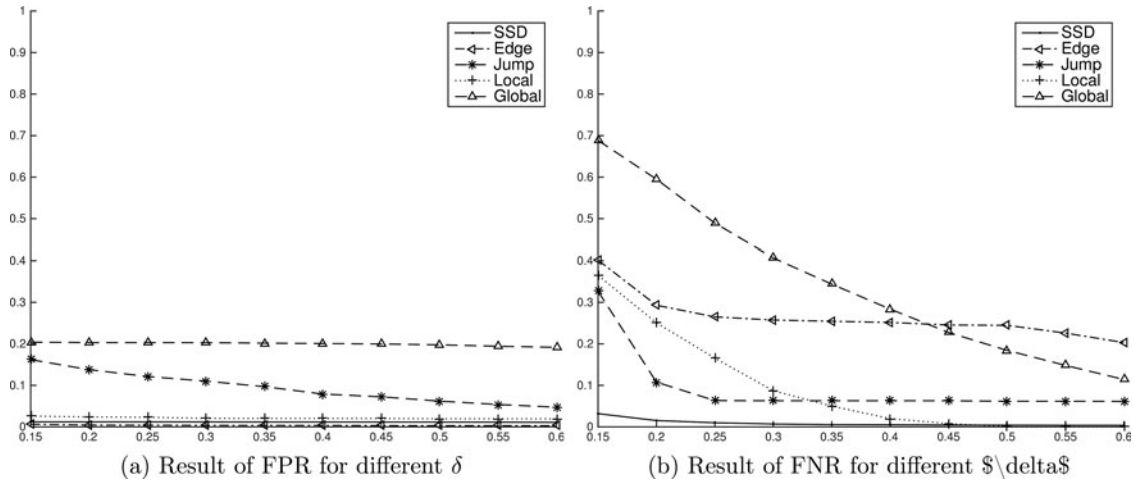 1
0.9
0.8
0.7
0.6
0.5
0.4
0.3
0.2
0.1
0
0.15 0.2 0.25 0.3 0.35 0.4 0.45 0.5 0.55 0.6
SSD
Edge
Jump
Local
Global
(a) Result of FPR for different δ
1
0.9
0.8
0.7
0.6
0.5
0.4
0.3
0.2
0.1
0
0.15 0.2 0.25 0.3 0.35 0.4 0.45 0.5 0.55 0.6
SSD
Edge
Jump
Local
Global
(b) Result of FNR for different $\delta$